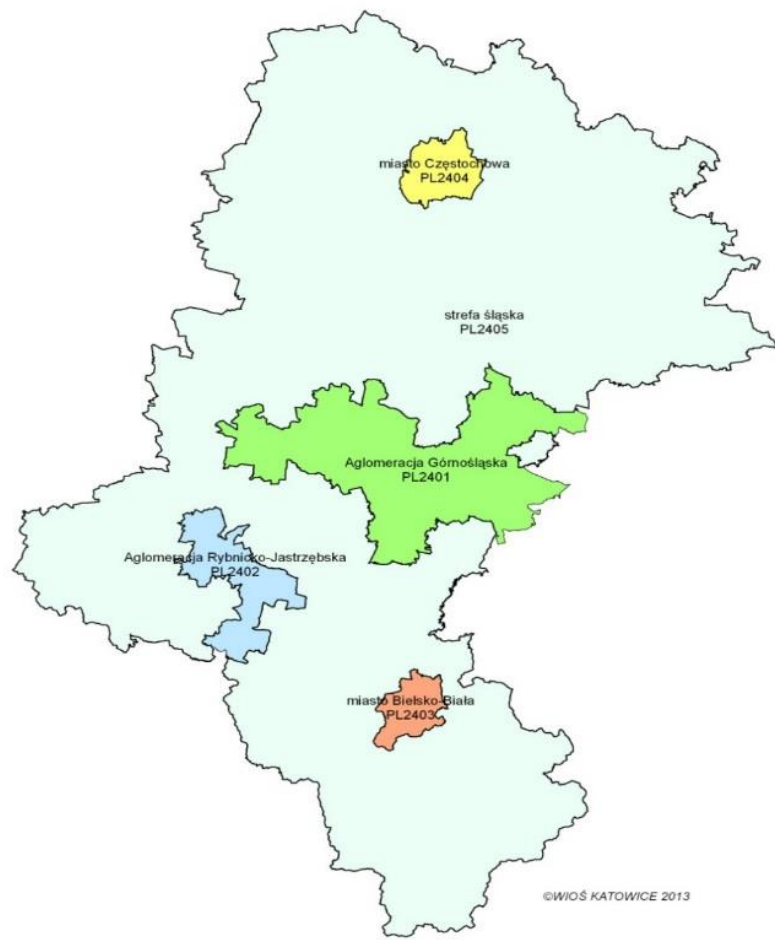 miasto Częstochowa
PL2404
strefa śląska
PL2405
Aglomeracja Górnośląska
PL2401
Aglomeracja Rybnicko-Jastrzębska
PL2402
miasto Bielsko-Biała
PL2403
©WIOŚ KATOWICE 2013